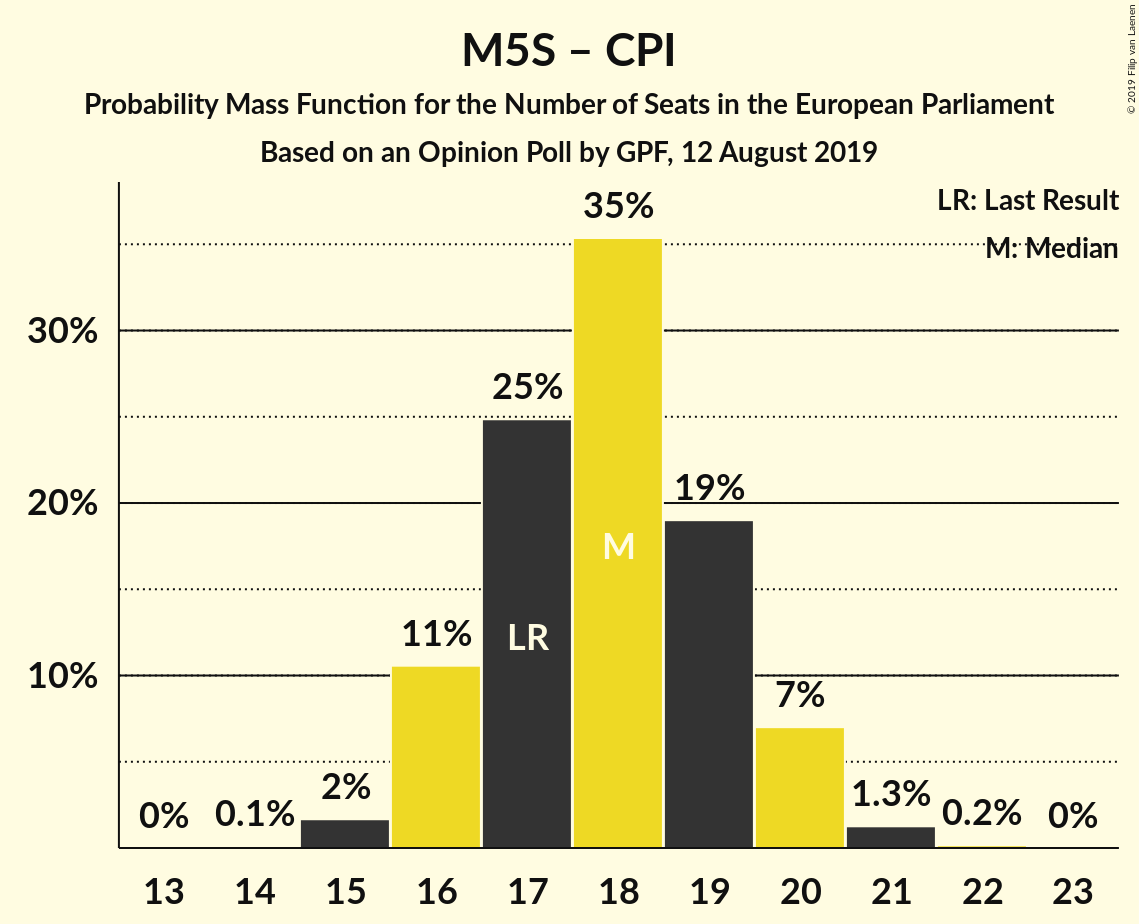 M5S – CPI
Probability Mass Function for the Number of Seats in the European Parliament
Based on an Opinion Poll by GPF, 12 August 2019
© 2019 Filip van Laenen
LR: Last Result
M: Median
35%
30%
25%
20%
19%
M
LR
11%
10%
7%
2%
1.3%
0%
0.1%
0.2%
0%
13 14 15 16 17 18 19 20 21 22 23